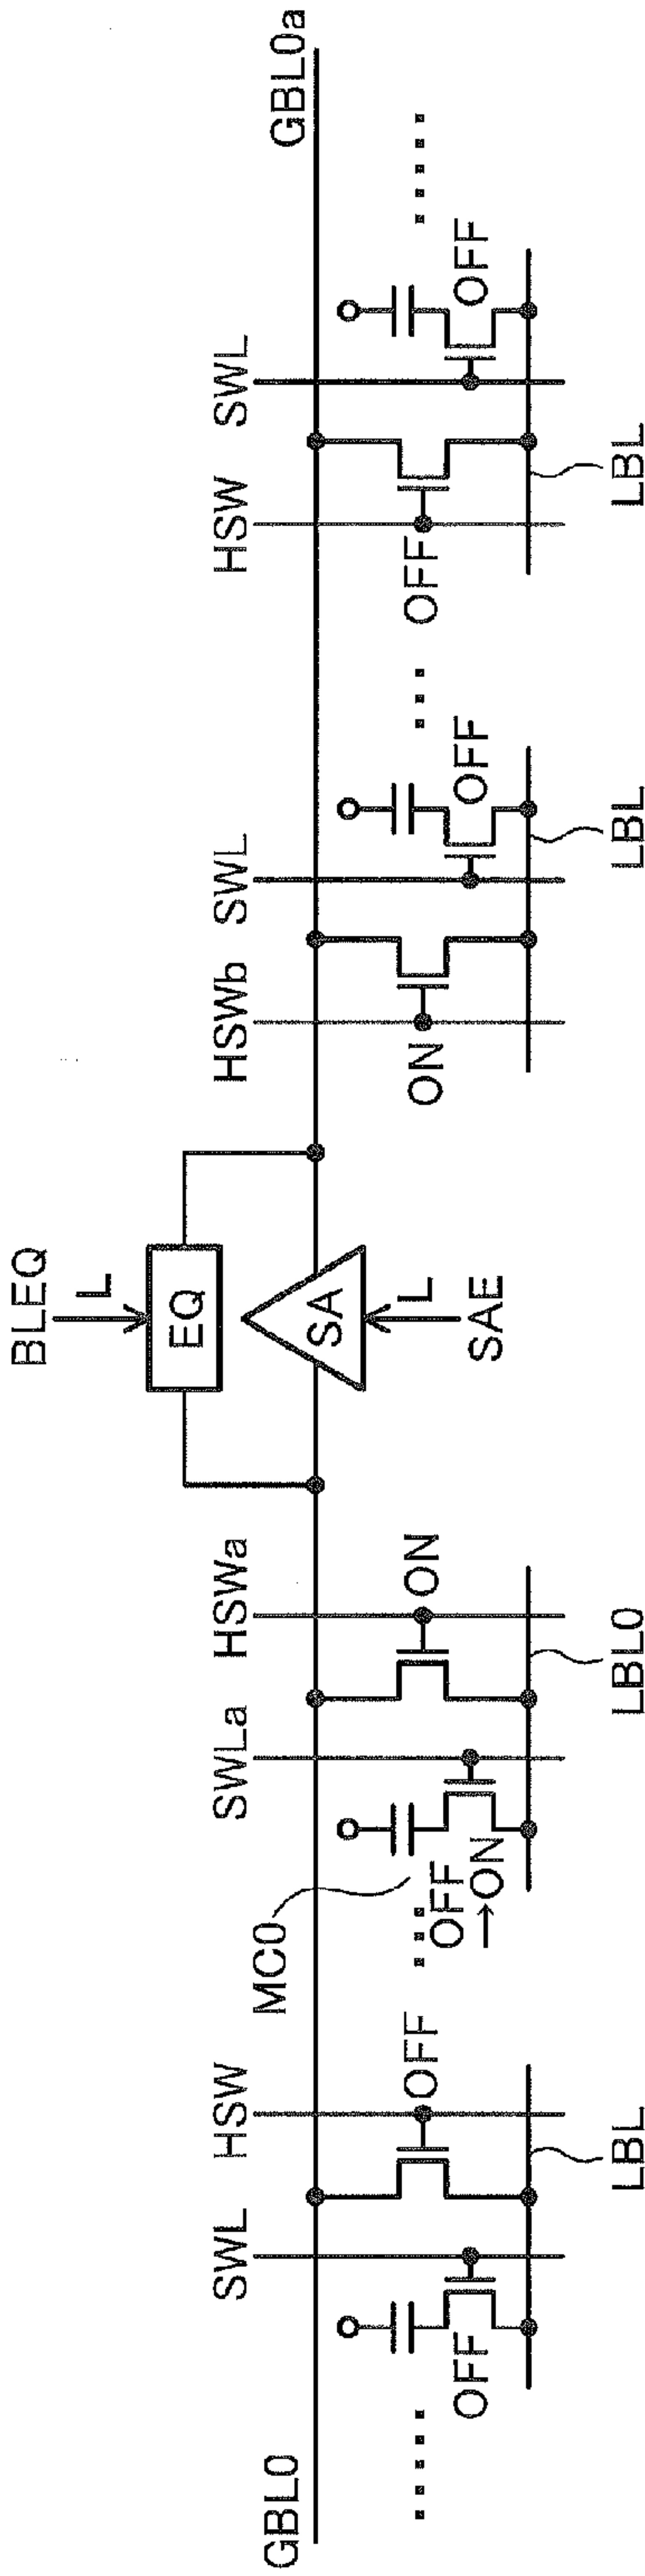 BLEQ
L
EQ
SWL
HSW
SWLa
HSWa
HSWb
SWL
HSW
SWL
GBL0
MC0
GBL0a
SA
OFF
ON
L
ON
OFF
OFF
OFF
→ON
SAE
OFF
OFF
LBL
LBL0
LBL
LBL